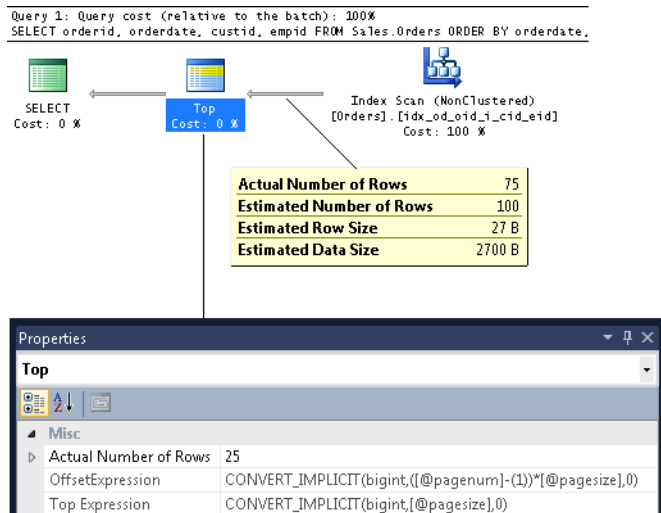 Query 1: Query cost (relative to the batch): 100%
SELECT orderid, orderdate, custid, empid FROM Sales.Orders ORDER BY orderdate,
SELECT
Cost: 0 %
Top
Cost: 0 %
Index Scan (NonClustered)
[Orders].[idx_od_oid_i_cid_eid]
Cost: 100 %
Actual Number of Rows 75
Estimated Number of Rows 100
Estimated Row Size 27 B
Estimated Data Size 2700 B
Properties
Top
Misc
Actual Number of Rows 25
OffsetExpression CONVERT_IMPLICIT(bigint,([@pagenum]-(1))*[@pagesize],0)
Top Expression CONVERT_IMPLICIT(bigint,[@pagesize],0)